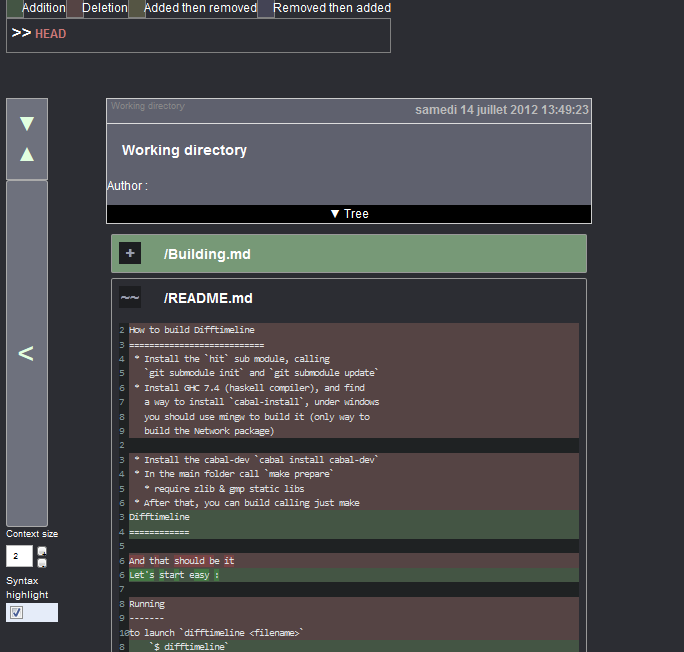 Addition Deletion Added then removed Removed then added
>> HEAD
Working directory
samedi 14 juillet 2012 13:49:23
▼
▲
Working directory
Author :
▼ Tree
+ /Building.md
~~ /README.md
2 How to build Difftimeline
3 ===========================
4 * Install the `hit` sub module, calling
5 `git submodule init` and `git submodule update`
6 * Install GHC 7.4 (haskell compiler), and find
7 a way to install `cabal-install`, under windows
8 you should use mingw to build it (only way to
9 build the Network package)
2
3 * Install the cabal-dev `cabal install cabal-dev`
4 * In the main folder call `make prepare`
5 * require zlib & gmp static libs
6 * After that, you can build calling just make
3 Difftimeline
4 ============
5
6 And that should be it
6 Let's start easy :
7
8 Running
9 -------
10 to launch `difftimeline <filename>`
8 `$ difftimeline`
<
Context size
2
Syntax
highlight